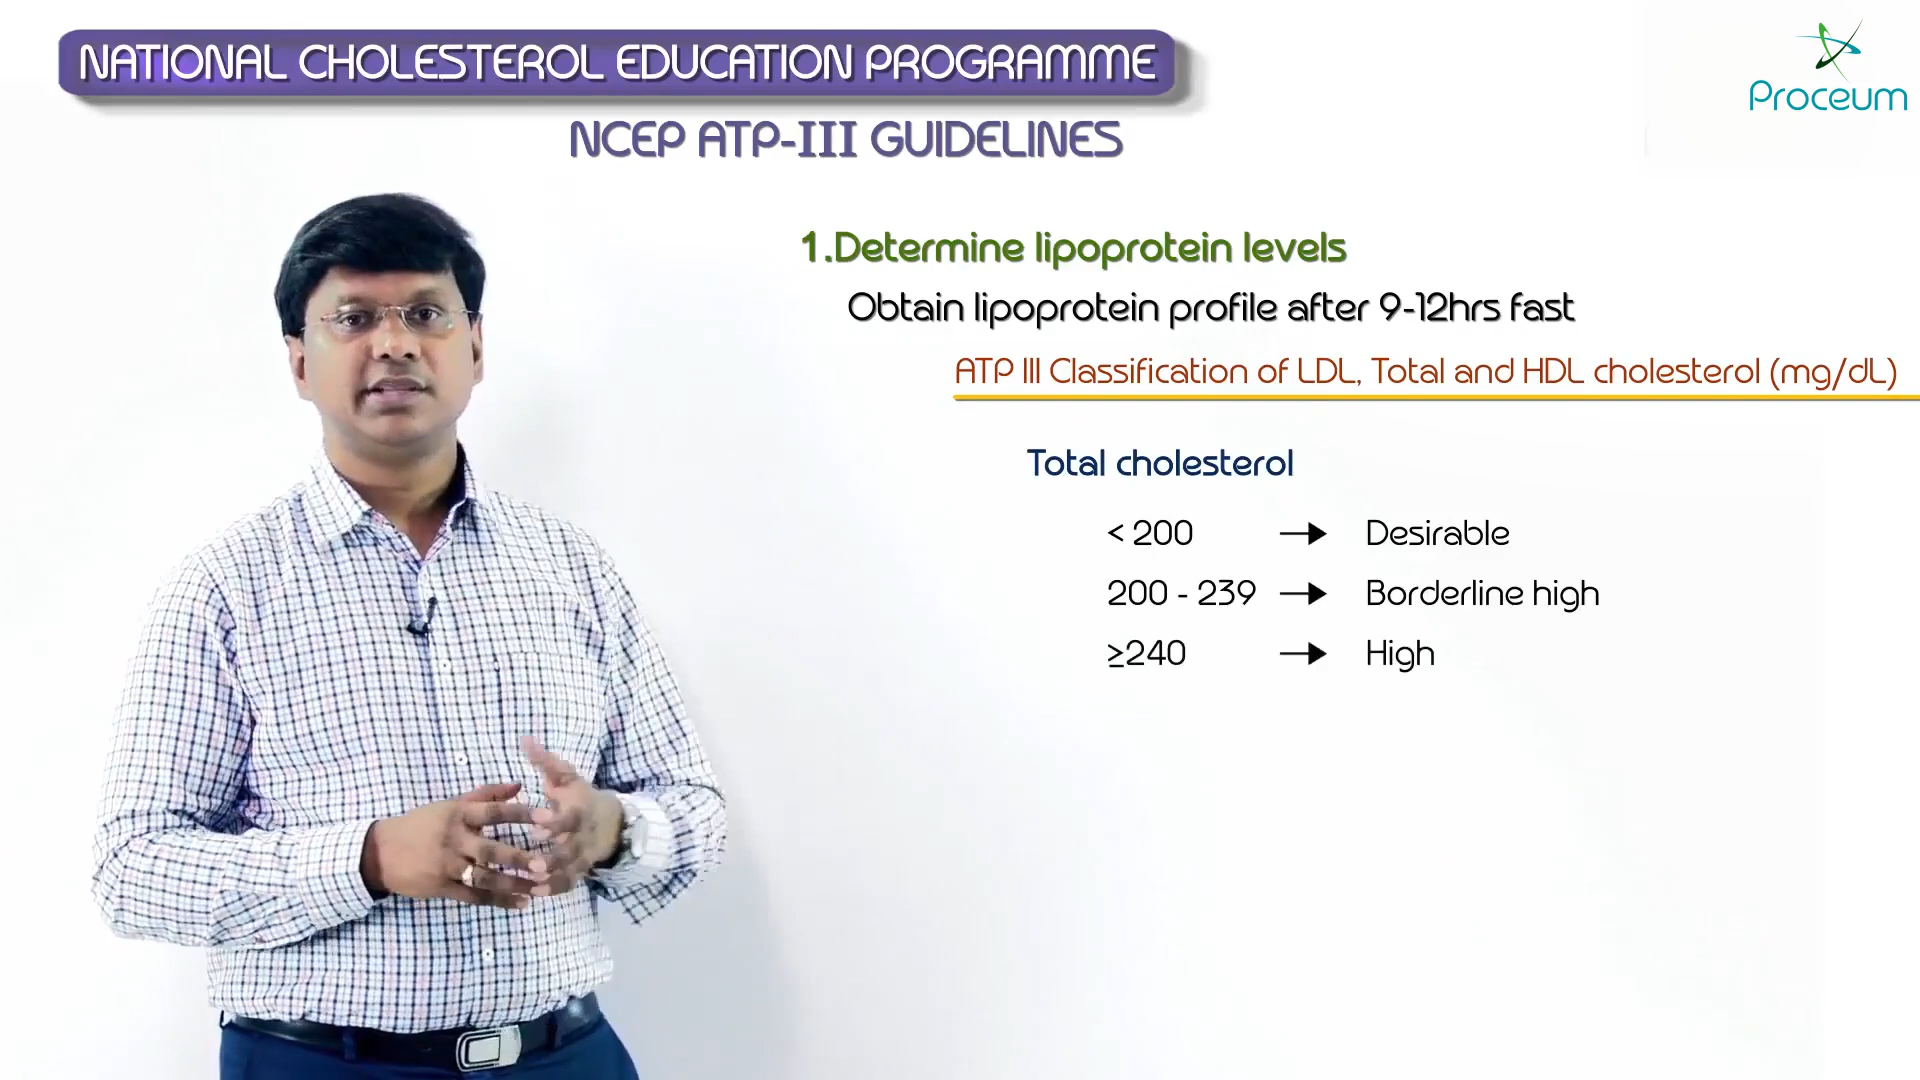 NATIONAL CHOLESTEROL EDUCATION PROGRAMME
Proceum
NCEP ATP-III GUIDELINES
1.Determine lipoprotein levels
Obtain lipoprotein profile after 9-12hrs fast
ATP III Classification of LDL, Total and HDL cholesterol (mg/dL)
Total cholesterol
< 200 → Desirable
200 - 239 → Borderline high
≥240 → High